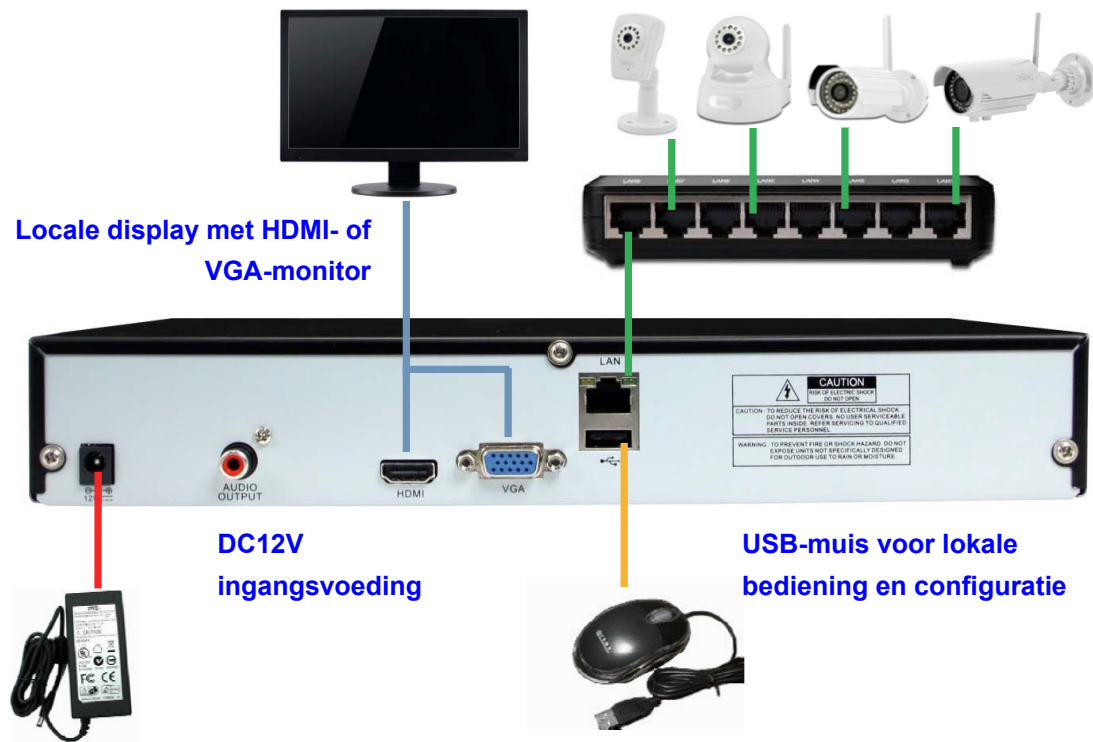 Locale display met HDMI- of
VGA-monitor
LAN
CAUTION
RISK OF ELECTRIC SHOCK
DO NOT OPEN
CAUTION : TO REDUCE THE RISK OF ELECTRICAL SHOCK
DO NOT OPEN COVERS. NO USER SERVICEABLE
PARTS INSIDE. REFER SERVICING TO QUALIFIED
SERVICE PERSONNEL.
WARNING : TO PREVENT FIRE OR SHOCK HAZARD. DO NOT
EXPOSE UNITS NOT SPECIFICALLY DESIGNED
FOR OUTDOOR USE TO RAIN OR MOISTURE.
AUDIO
OUTPUT
HDMI
VGA
DC12V
ingangsvoeding
USB-muis voor lokale
bediening en configuratie
CAUTION
FC CE